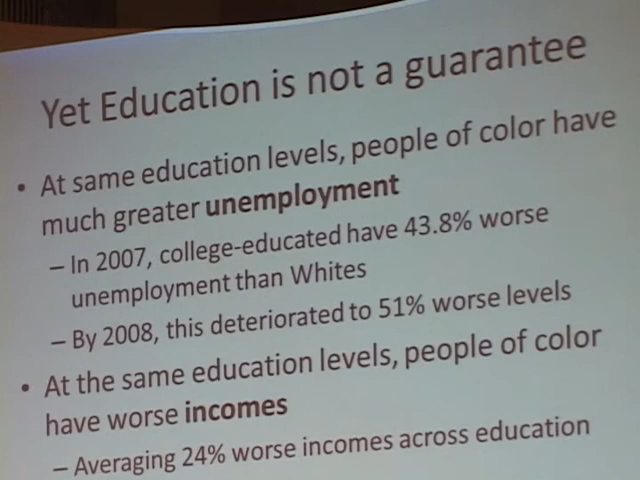 Yet Education is not a guarantee
• At same education levels, people of color have
much greater unemployment
– In 2007, college-educated have 43.8% worse
unemployment than Whites
– By 2008, this deteriorated to 51% worse levels
• At the same education levels, people of color
have worse incomes
– Averaging 24% worse incomes across education